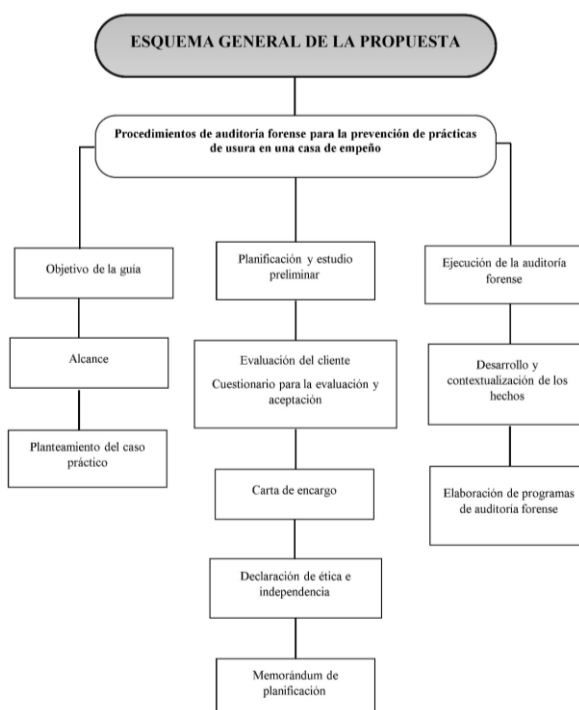 ESQUEMA GENERAL DE LA PROPUESTA
Procedimientos de auditoría forense para la prevención de prácticas
de usura en una casa de empeño
Objetivo de la guía
Alcance
Planteamiento del caso
práctico
Planificación y estudio
preliminar
Evaluación del cliente
Cuestionario para la evaluación y
aceptación
Carta de encargo
Declaración de ética e
independencia
Memorándum de
planificación
Ejecución de la auditoría
forense
Desarrollo y
contextualización de los
hechos
Elaboración de programas
de auditoría forense